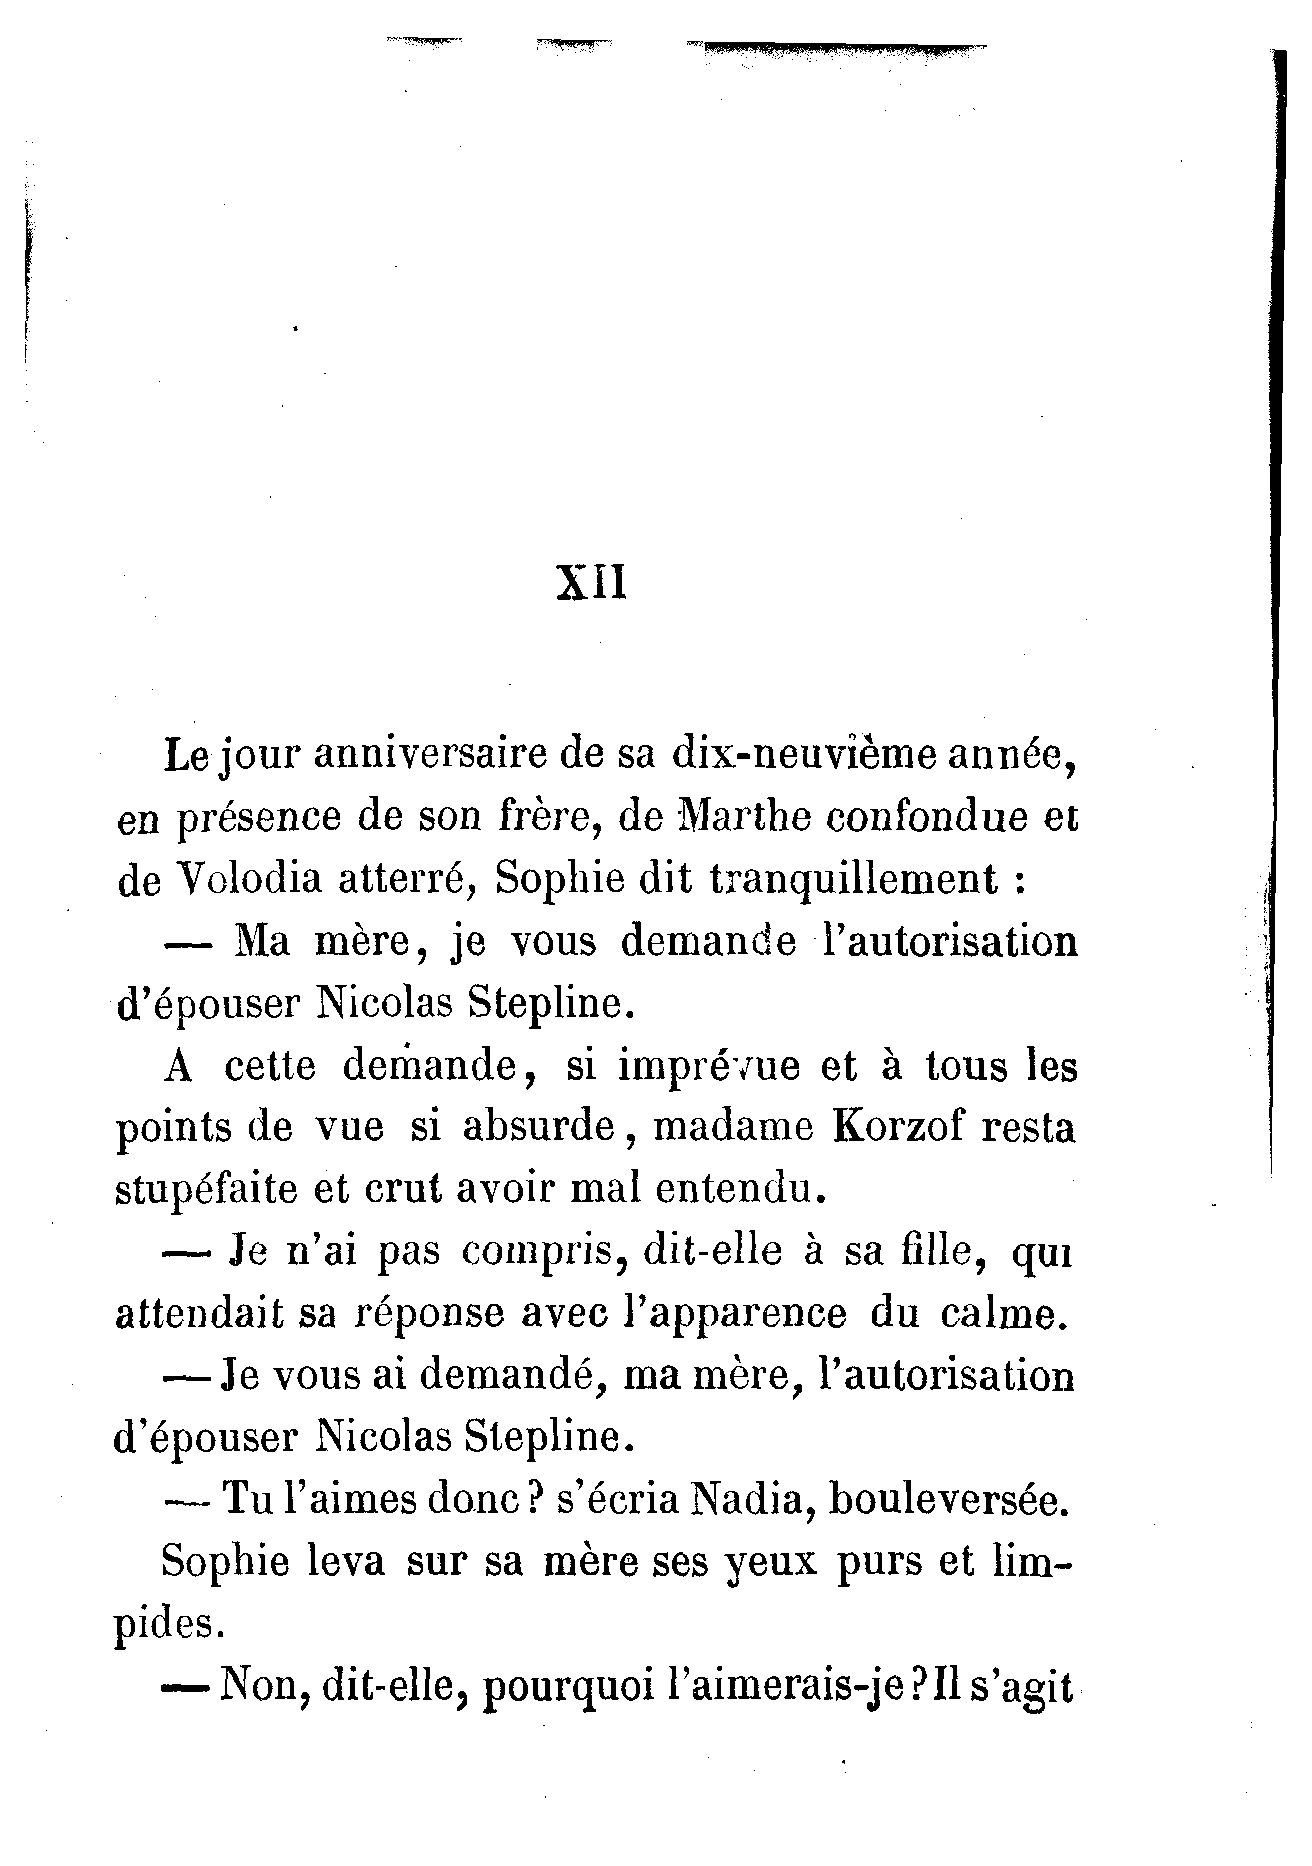 XII
Le jour anniversaire de sa dix-neuvième année,
en présence de son frère, de Marthe confondue et
de Volodia atterré, Sophie dit tranquillement :
— Ma mère, je vous demande l'autorisation
d'épouser Nicolas Stepline.
A cette demande, si imprévue et à tous les
points de vue si absurde, madame Korzof resta
stupéfaite et crut avoir mal entendu.
— Je n'ai pas compris, dit-elle à sa fille, qui
attendait sa réponse avec l'apparence du calme.
— Je vous ai demandé, ma mère, l'autorisation
d'épouser Nicolas Stepline.
— Tu l'aimes donc ? s'écria Nadia, bouleversée.
Sophie leva sur sa mère ses yeux purs et lim-
pides.
— Non, dit-elle, pourquoi l'aimerais-je ? Il s'agit